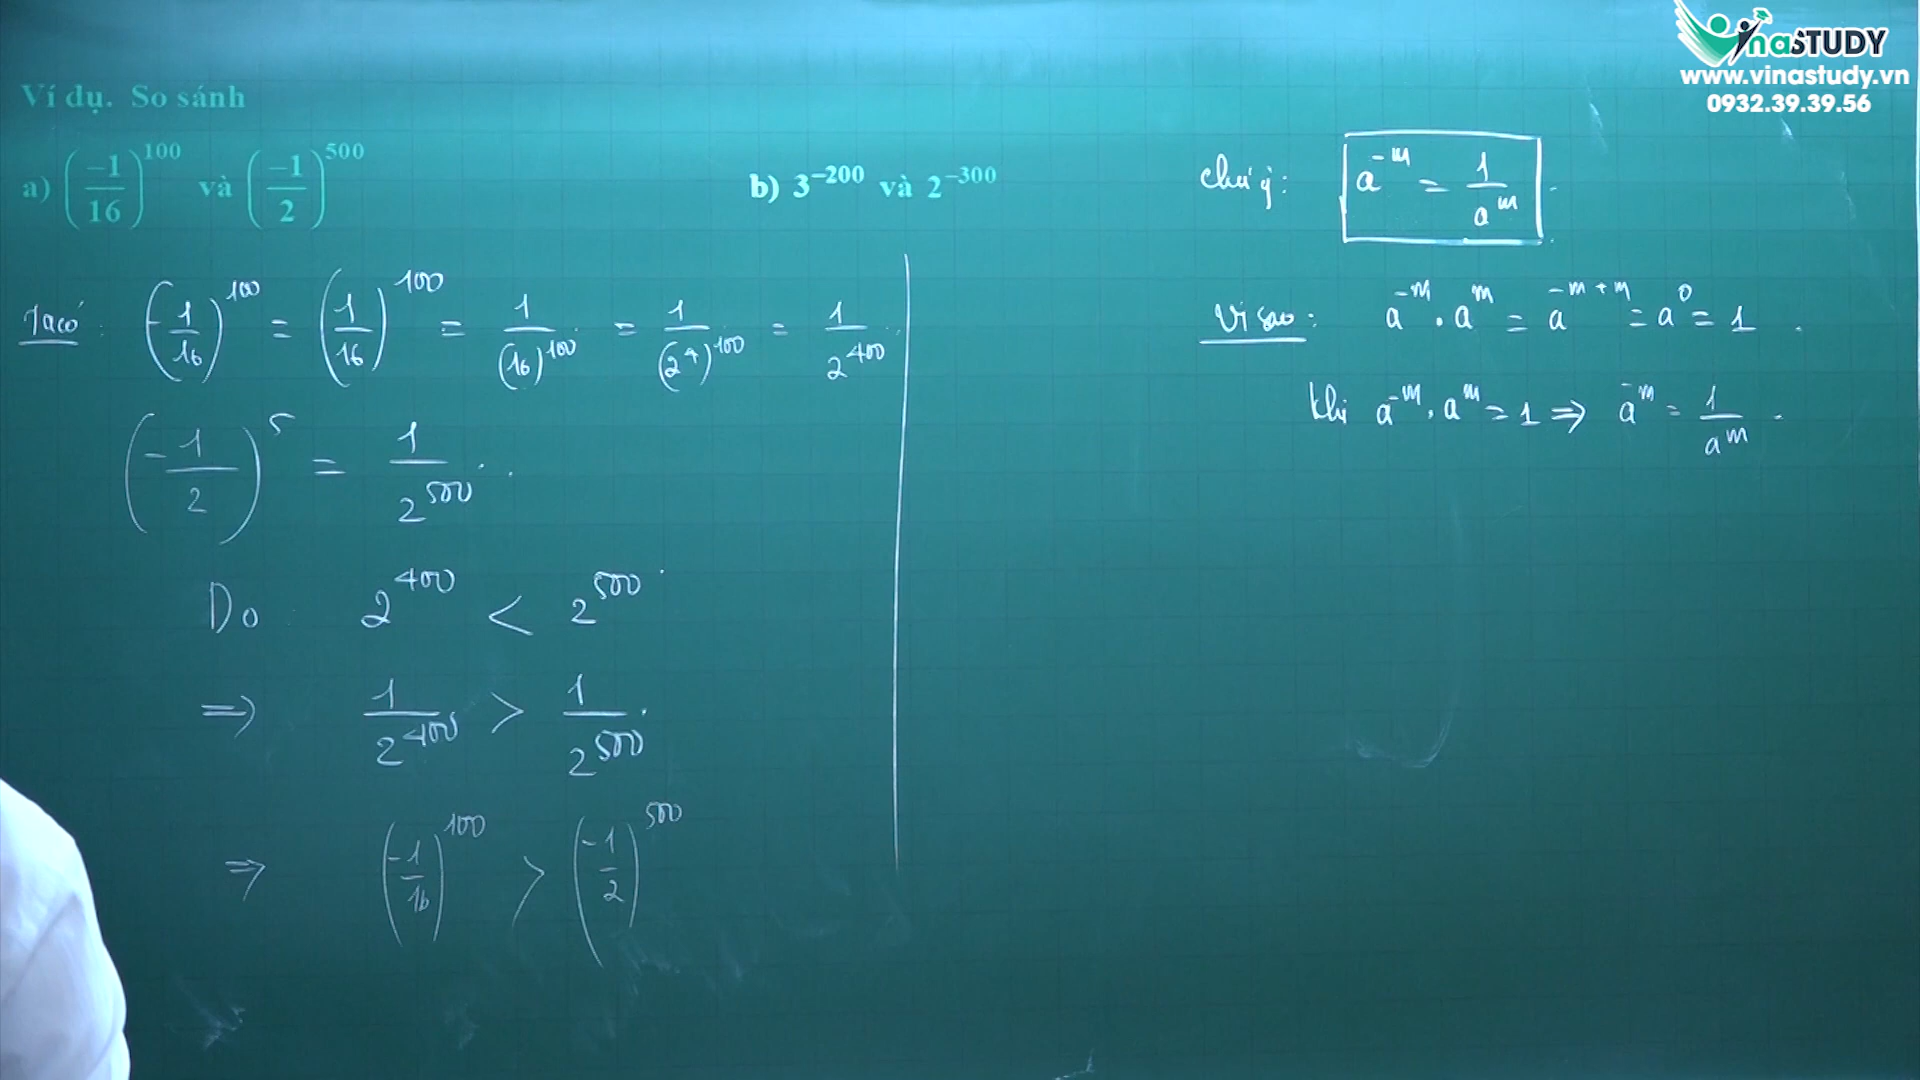 VinaSTUDY
www.vinastudy.vn
0932.39.39.56
Ví dụ. So sánh
a) (-1/16)^100 và (-1/2)^500
b) 3^-200 và 2^-300
Ta có: (-1/16)^100 = (1/16)^100 = 1/(16)^100 = 1/(2^4)^100 = 1/2^400
(-1/2)^5 = 1/2^500
Do 2^400 < 2^500
=> 1/2^400 > 1/2^500
=> (-1/16)^100 > (-1/2)^500
Chú ý: a^-m = 1/a^m
Vì sao: a^-m . a^m = a^-m+m = a^0 = 1
Khi a^-m . a^m = 1 => a^-m = 1/a^m